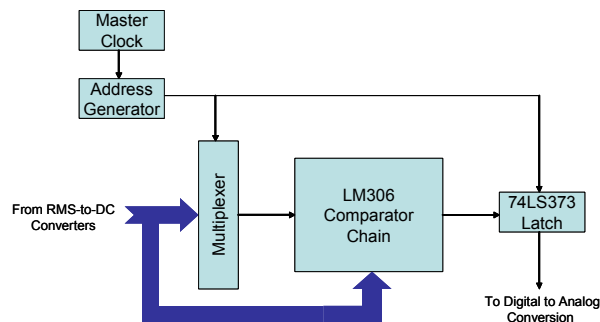 Master
Clock
Address
Generator
From RMS-to-DC
Converters
Multiplexer
LM306
Comparator
Chain
74LS373
Latch
To Digital to Analog
Conversion